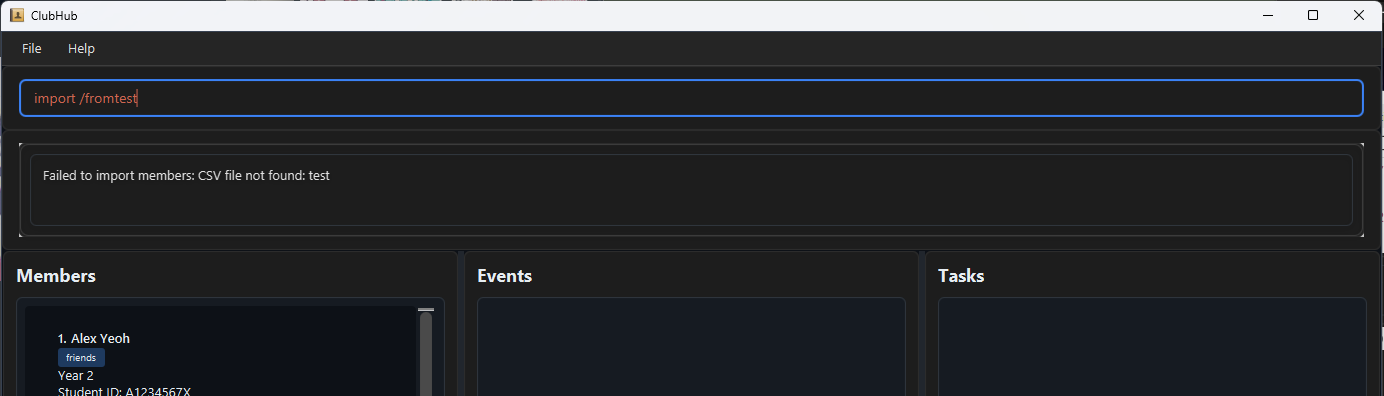 ClubHub
File Help
import /fromtest
Failed to import members: CSV file not found: test
Members Events Tasks
1. Alex Yeoh
friends
Year 2
Student ID: A1234567X